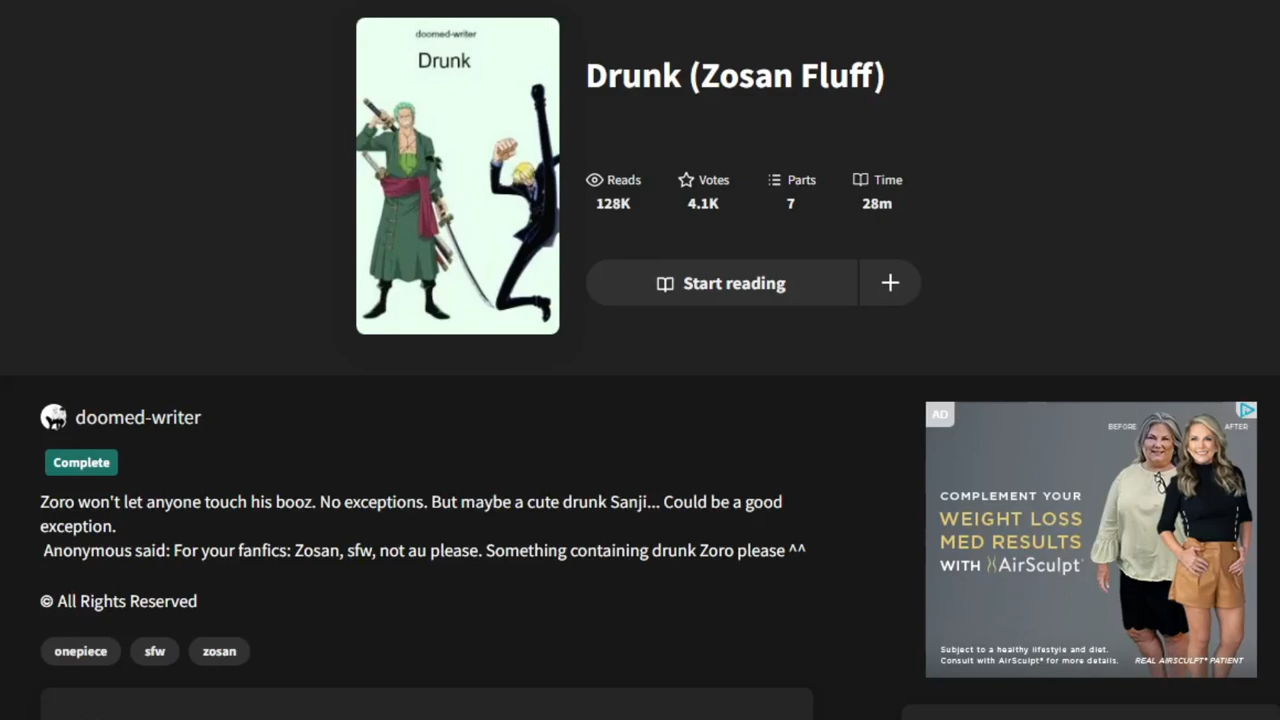 doomed-writer
Drunk
Drunk (Zosan Fluff)
Reads
Votes
Parts
Time
128K
4.1K
7
28m
Start reading
doomed-writer
Complete
Zoro won't let anyone touch his booz. No exceptions. But maybe a cute drunk Sanji... Could be a good
exception.
Anonymous said: For your fanfics: Zosan, sfw, not au please. Something containing drunk Zoro please ^^
© All Rights Reserved
onepiece
sfw
zosan
AD
BEFORE
AFTER
COMPLEMENT YOUR
WEIGHT LOSS
MED RESULTS
WITH AirSculpt®
Subject to a healthy lifestyle and diet.
Consult with AirSculpt® for more details.
REAL AIRSCULPT® PATIENT